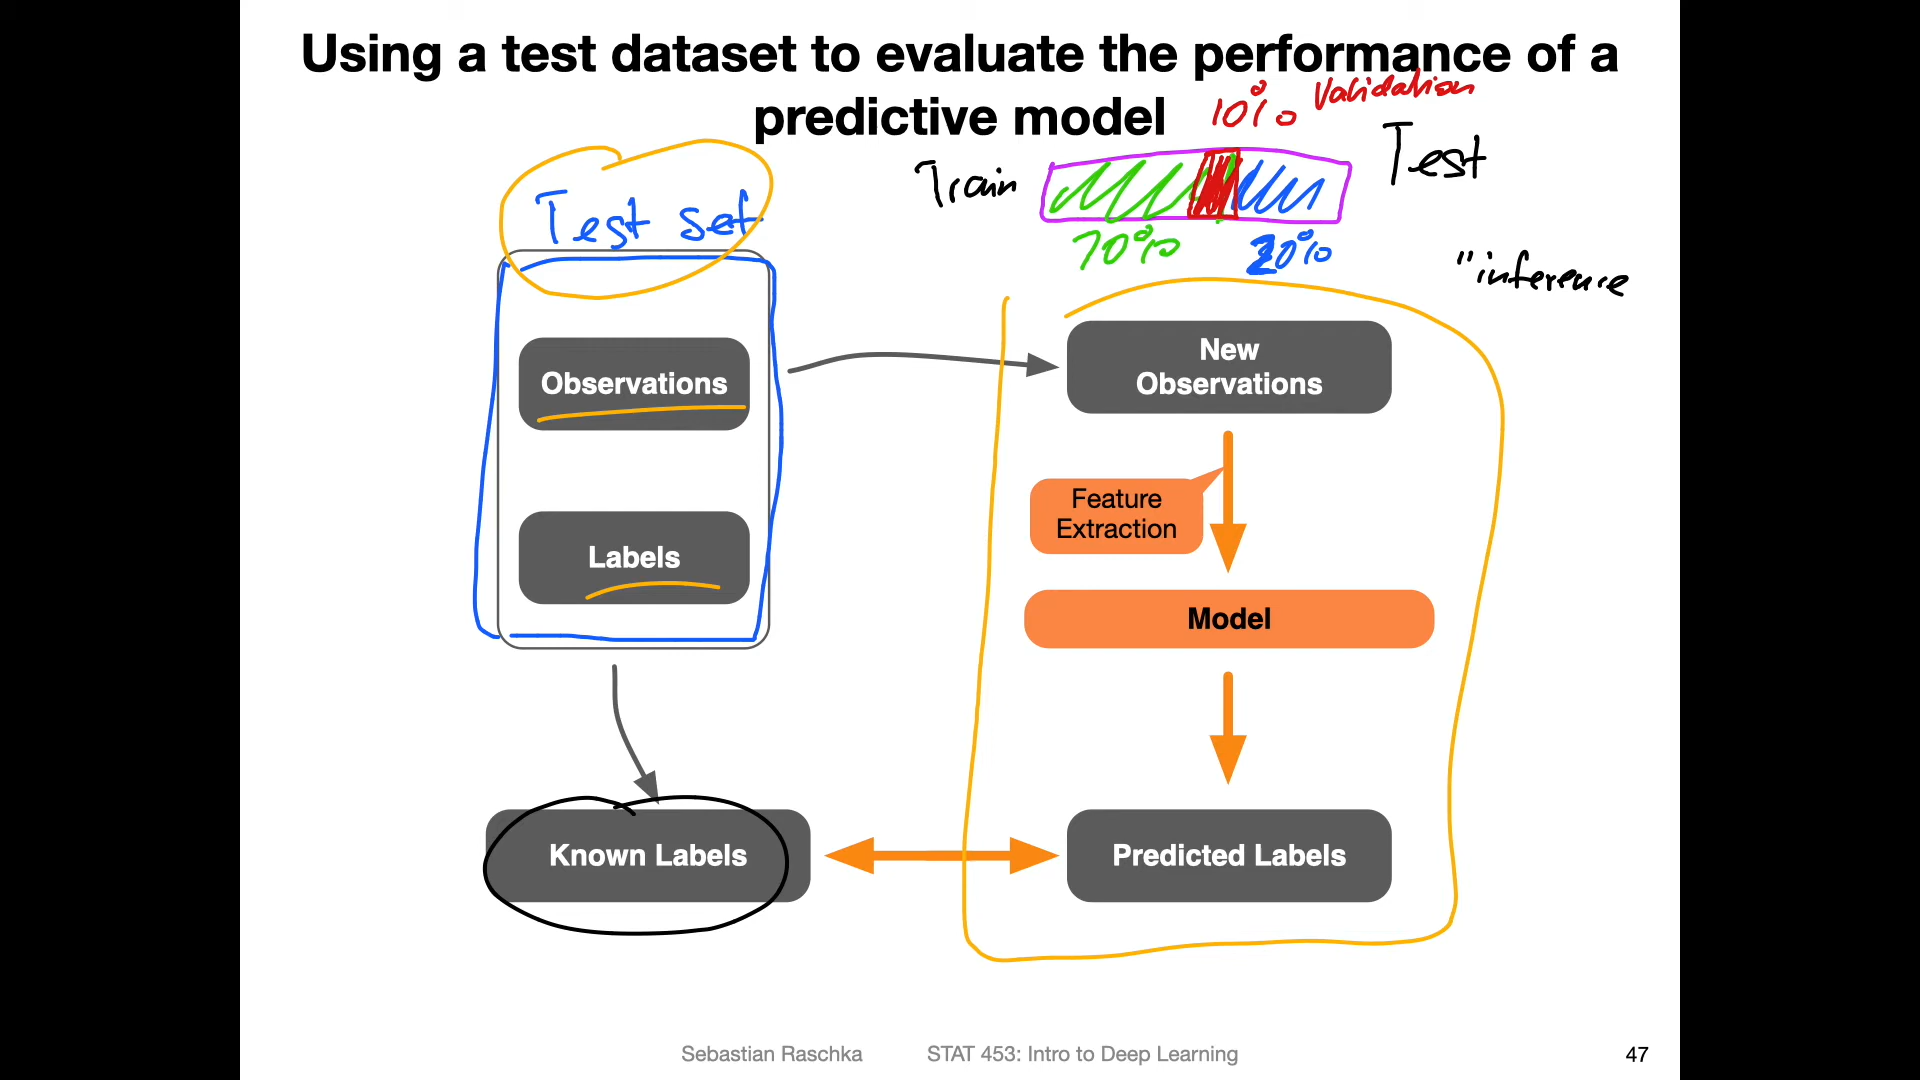 Using a test dataset to evaluate the performance of a
predictive model
10% Validation
Train
Test
Test set
70%
20%
"inference
Observations
New
Observations
Feature
Extraction
Labels
Model
Known Labels
Predicted Labels
Sebastian Raschka
STAT 453: Intro to Deep Learning
47